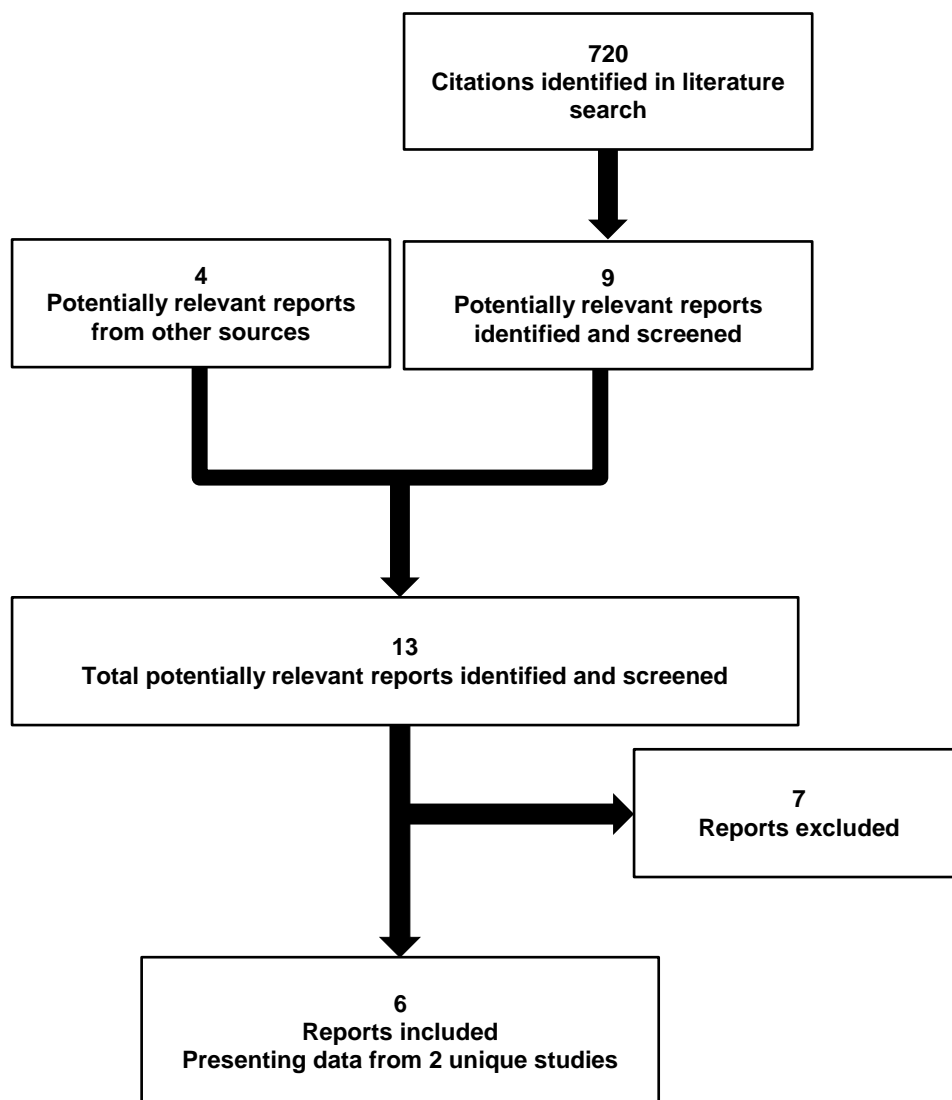 720
Citations identified in literature
search
4
Potentially relevant reports
from other sources
9
Potentially relevant reports
identified and screened
13
Total potentially relevant reports identified and screened
7
Reports excluded
6
Reports included
Presenting data from 2 unique studies